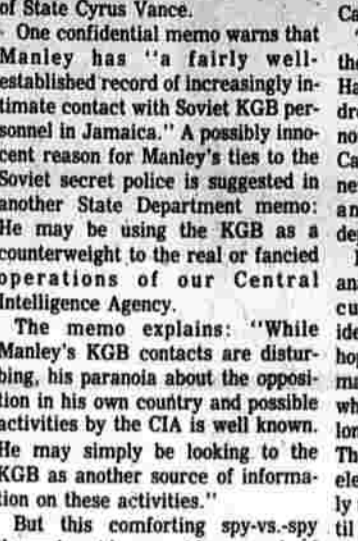 of State Cyrus Vance.
One confidential memo warns that
Manley has "a fairly well-
established record of increasingly in-
timate contact with Soviet KGB per-
sonnel in Jamaica." A possibly inno-
cent reason for Manley's ties to the
Soviet secret police is suggested in
another State Department memo:
He may be using the KGB as a
counterweight to the real or fancied
operations of our Central
Intelligence Agency.
The memo explains: "While
Manley's KGB contacts are distur-
bing, his paranoia about the opposi-
tion in his own country and possible
activities by the CIA is well known.
He may simply be looking to the
KGB as another source of informa-
tion on these activities."
But this comforting spy-vs.-spy